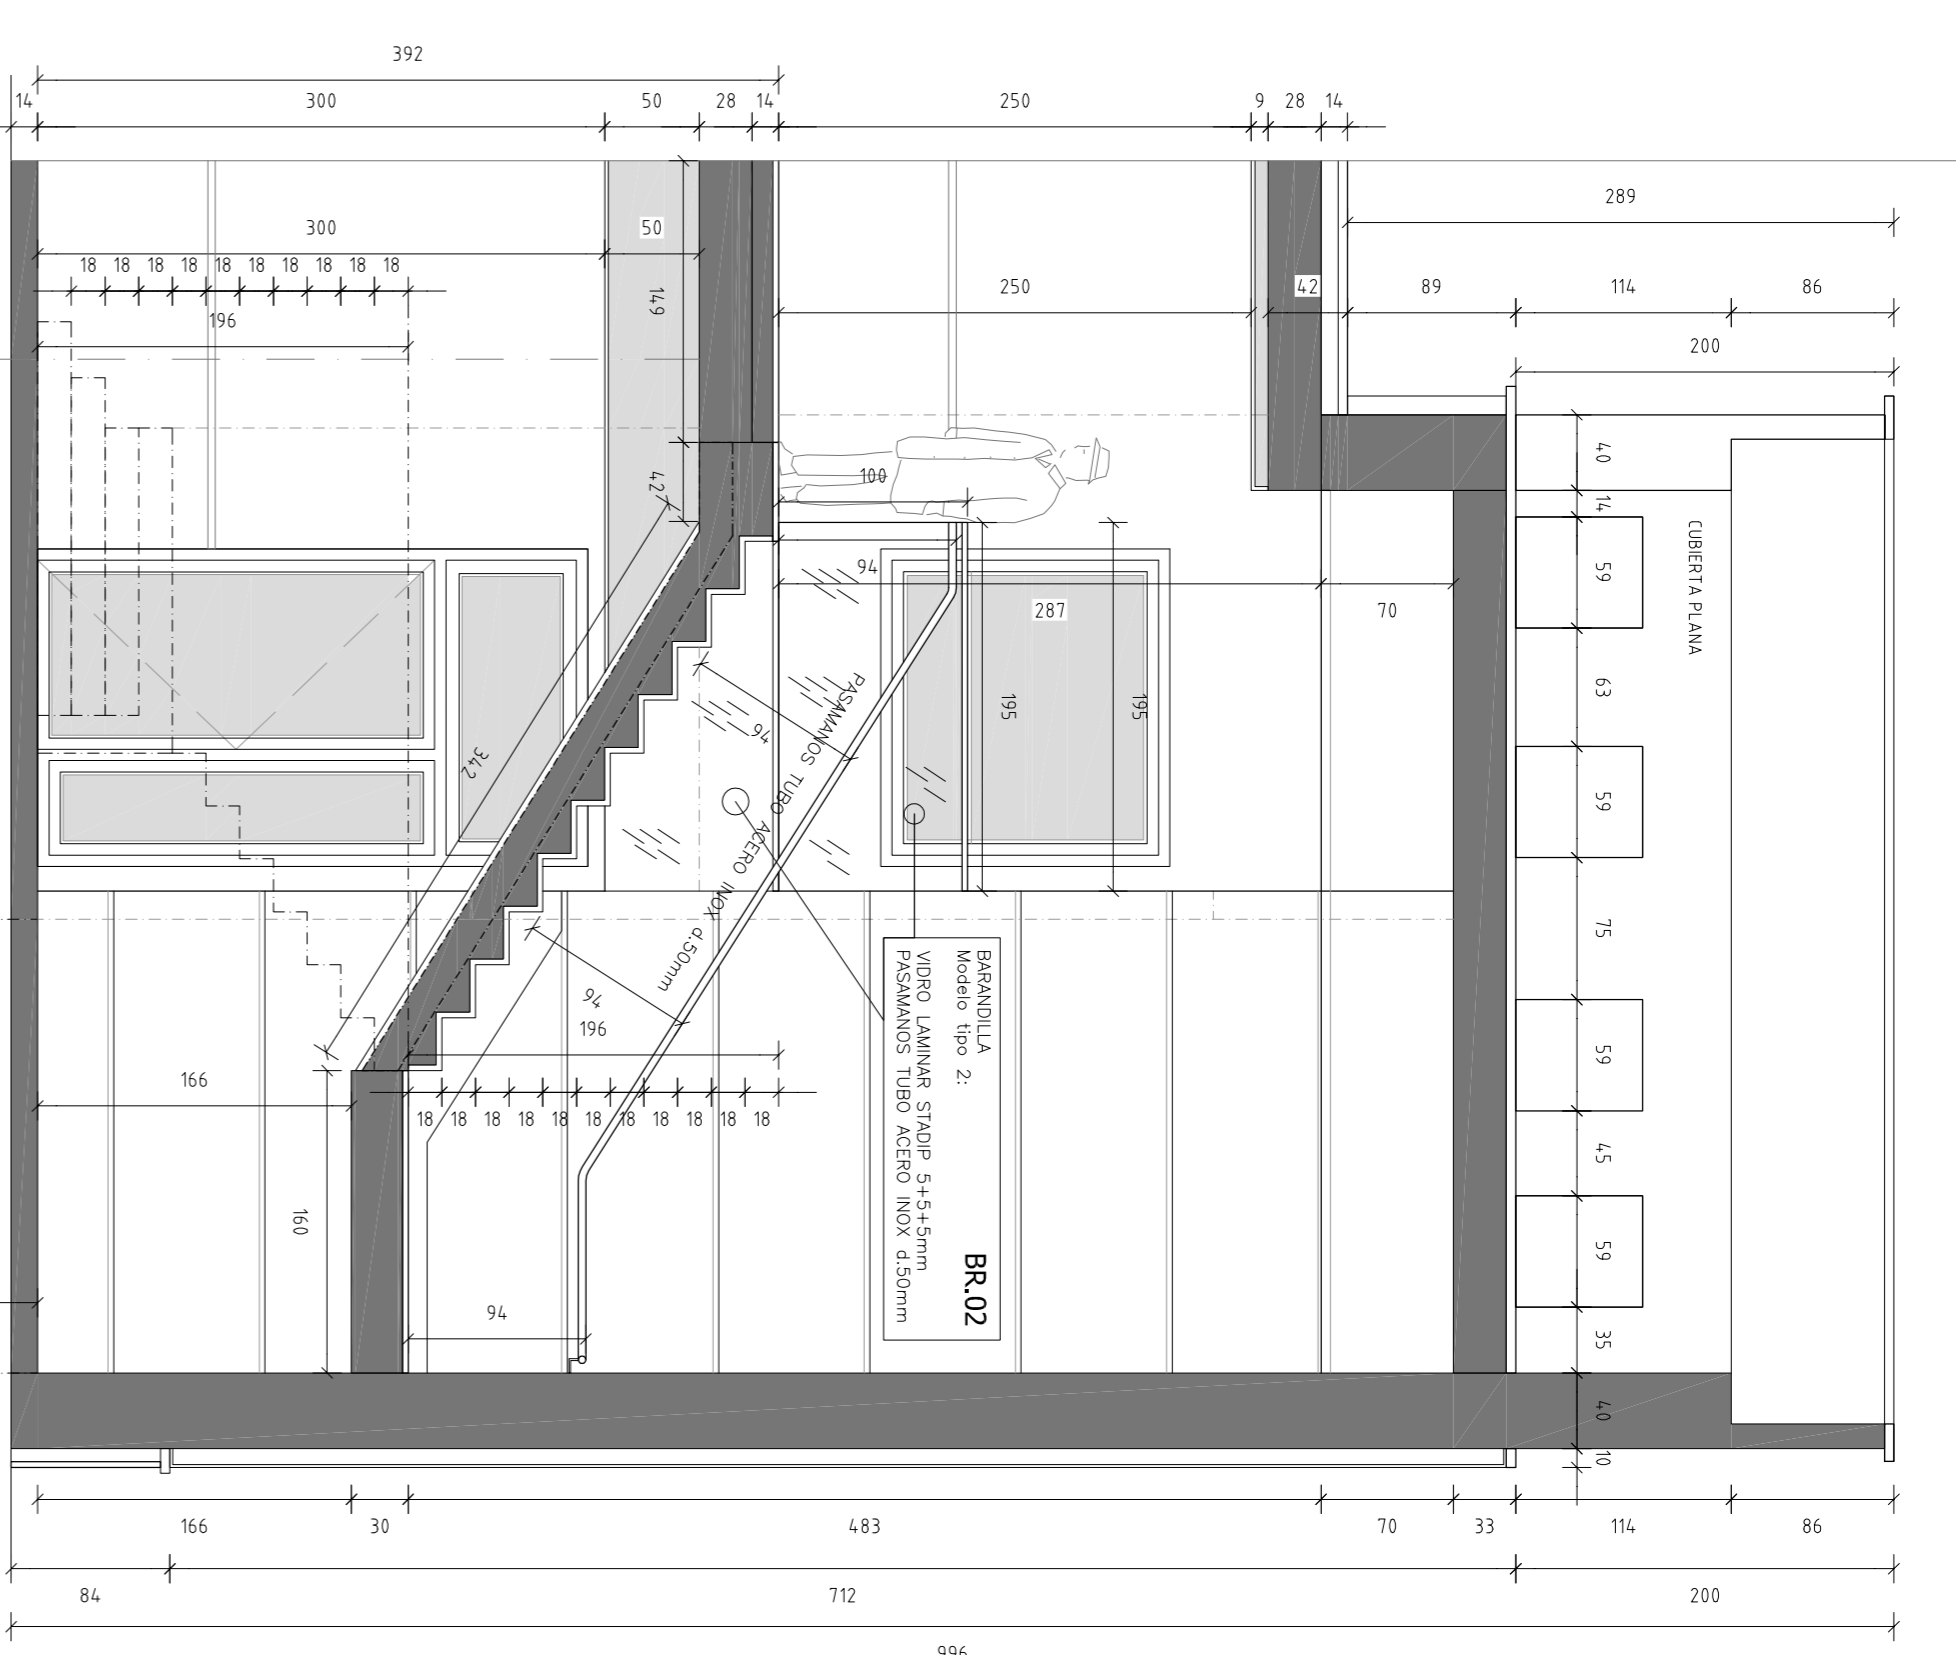 392
14 300 50 28 14 250 9 28 14
289
300 50
18 18 18 18 18 18 18 18 18 18
196
149
250 42 89 114 86
200
42
100
40
14
94
287
70
59
CUBIERTA PLANA
195
195
63
94
342
PASAMANOS TUBO ACERO INOX d.50mm
59
75
BARANDILLA
Modelo tipo 2:
BR.02
VIDRO LAMINAR STADIP 5+5+5mm
PASAMANOS TUBO ACERO INOX d.50mm
94
196
59
166
18 18 18 18 18 18 18 18 18 18 18
45
160
59
94
35
40
10
166 30 483 70 33 114 86
84 712 200
996